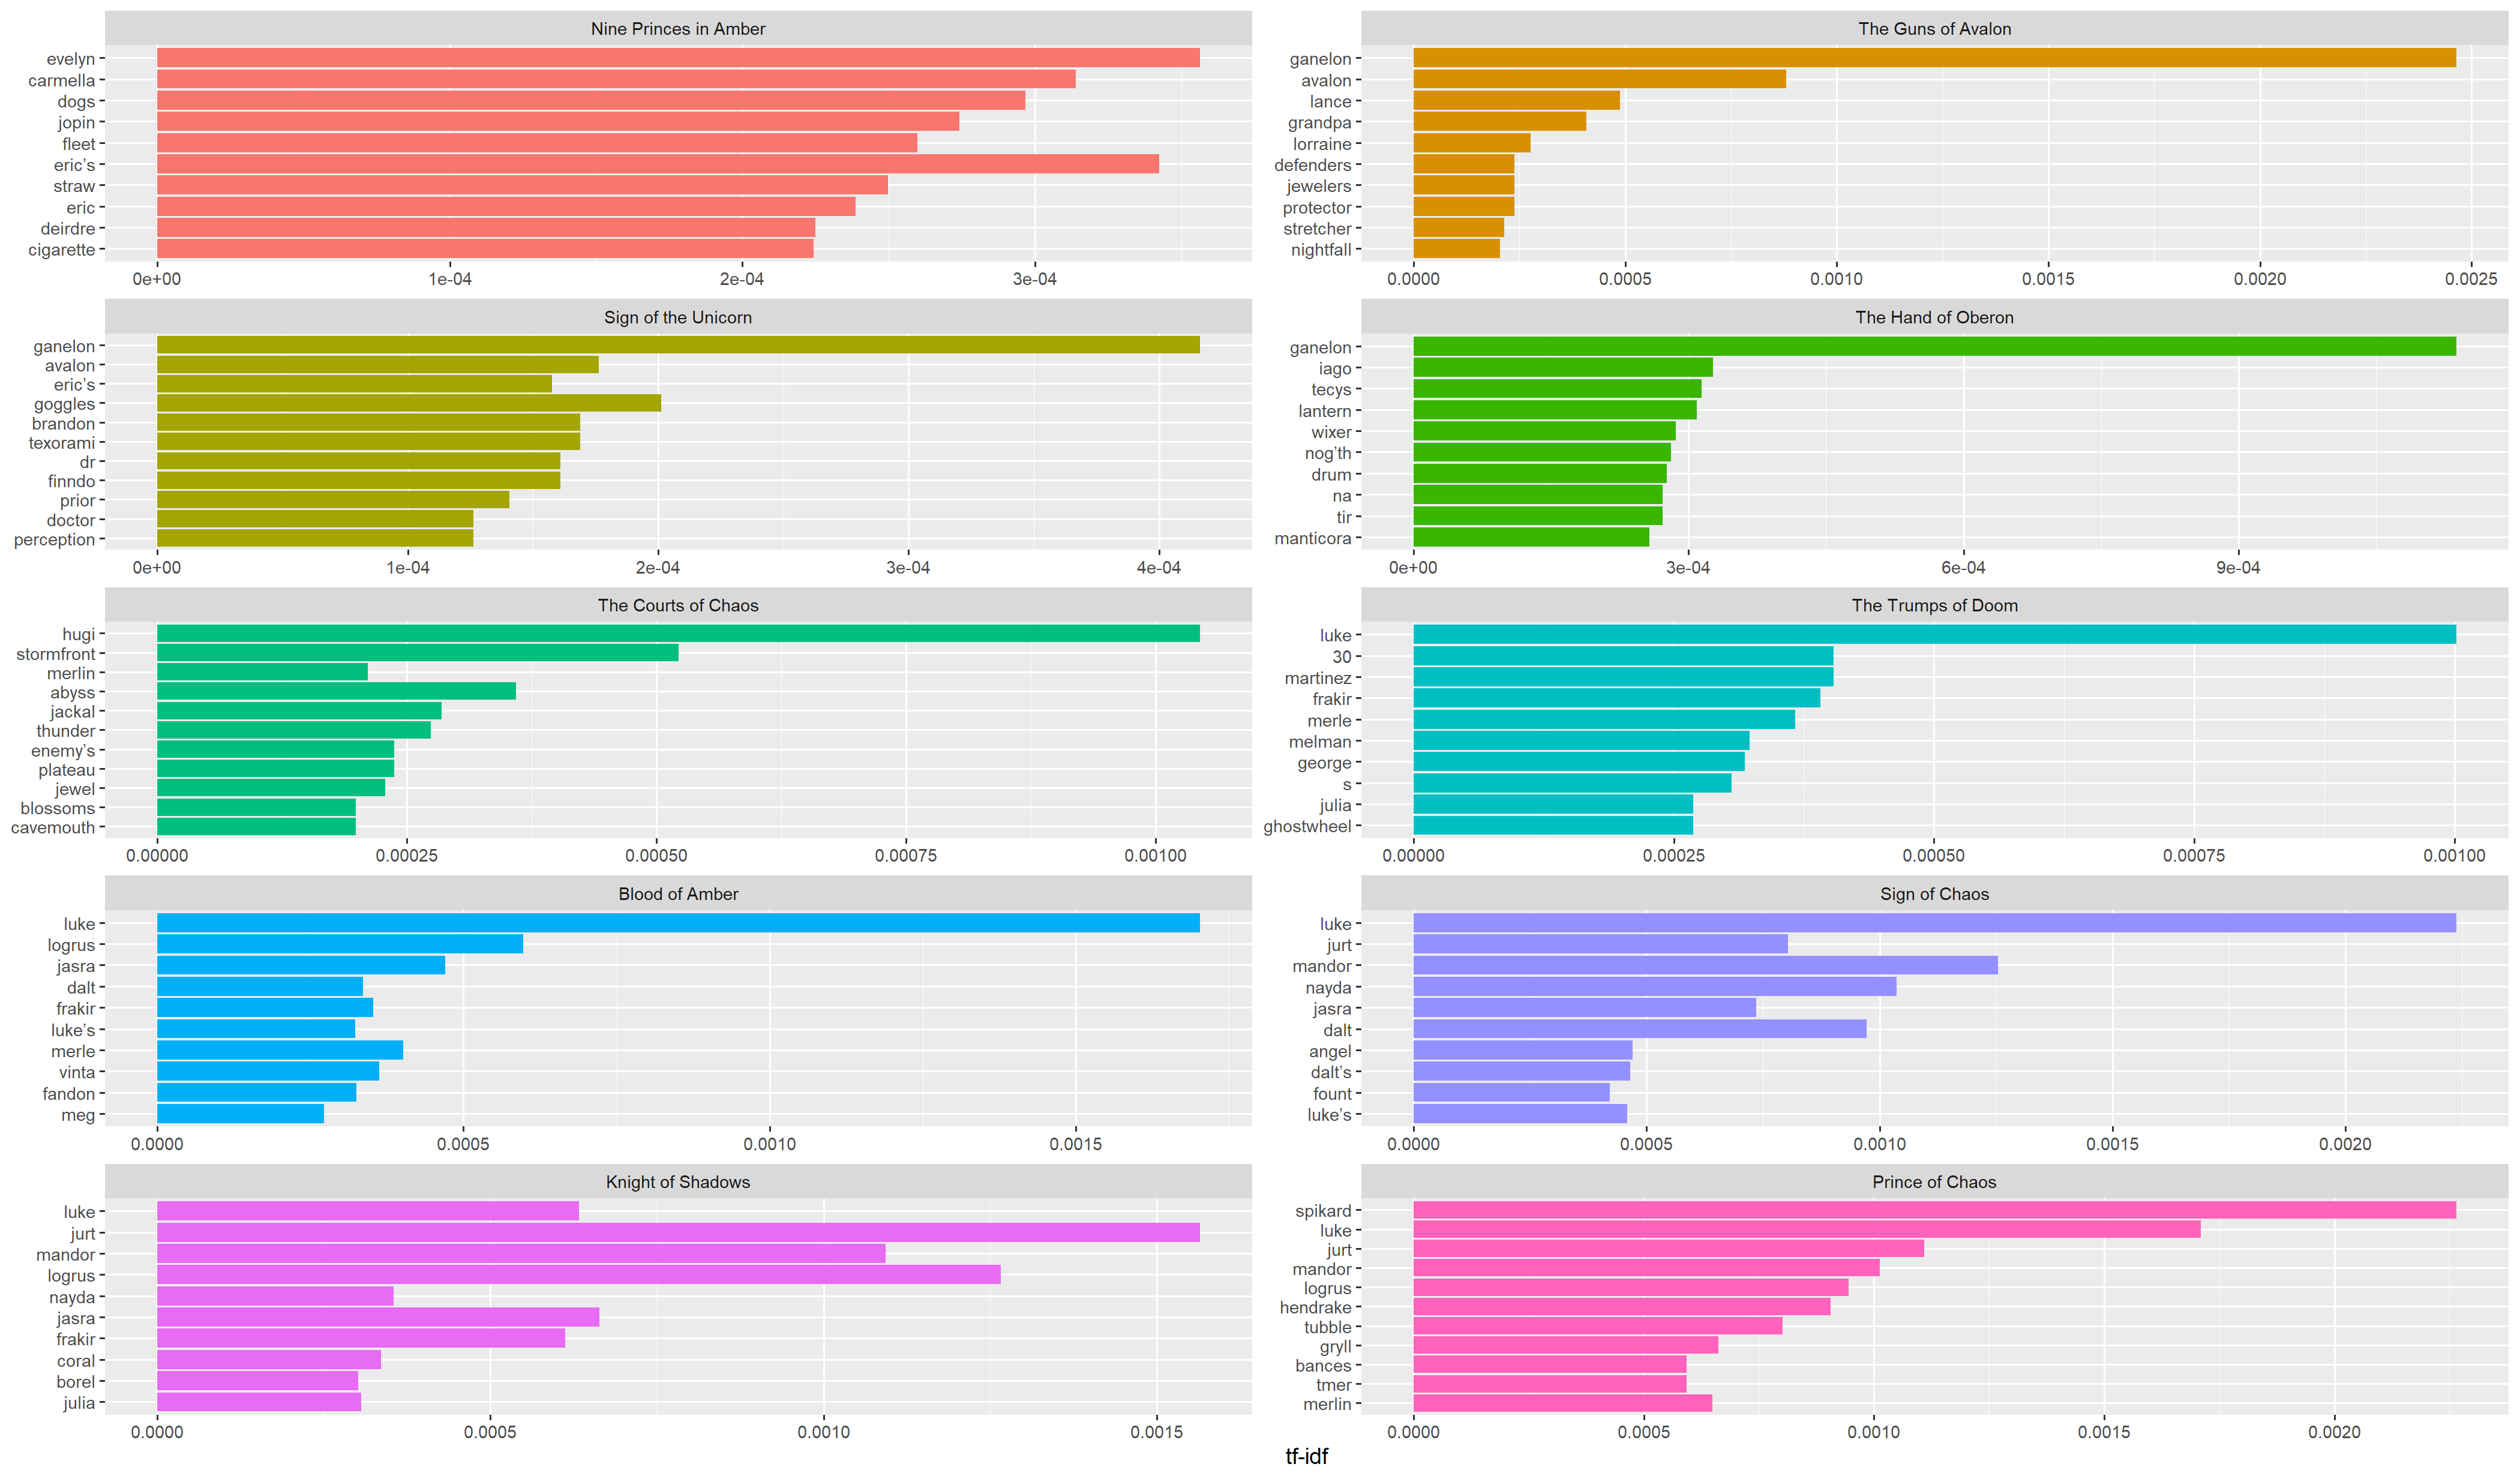 Nine Princes in Amber
evelyn
carmella
dogs
jopin
fleet
eric’s
straw
eric
deirdre
cigarette
0e+00 1e-04 2e-04 3e-04
The Guns of Avalon
ganelon
avalon
lance
grandpa
lorraine
defenders
jewelers
protector
stretcher
nightfall
0.0000 0.0005 0.0010 0.0015 0.0020 0.0025
Sign of the Unicorn
ganelon
avalon
eric’s
goggles
brandon
texorami
dr
finndo
prior
doctor
perception
0e+00 1e-04 2e-04 3e-04 4e-04
The Hand of Oberon
ganelon
iago
tecys
lantern
wixer
nog’th
drum
na
tir
manticora
0e+00 3e-04 6e-04 9e-04
The Courts of Chaos
hugi
stormfront
merlin
abyss
jackal
thunder
enemy’s
plateau
jewel
blossoms
cavemouth
0.00000 0.00025 0.00050 0.00075 0.00100
The Trumps of Doom
luke
30
martinez
frakir
merle
melman
george
s
julia
ghostwheel
0.00000 0.00025 0.00050 0.00075 0.00100
Blood of Amber
luke
logrus
jasra
dalt
frakir
luke’s
merle
vinta
fandon
meg
0.0000 0.0005 0.0010 0.0015
Sign of Chaos
luke
jurt
mandor
nayda
jasra
dalt
angel
dalt’s
fount
luke’s
0.0000 0.0005 0.0010 0.0015 0.0020
Knight of Shadows
luke
jurt
mandor
logrus
nayda
jasra
frakir
coral
borel
julia
0.0000 0.0005 0.0010 0.0015
Prince of Chaos
spikard
luke
jurt
mandor
logrus
hendrake
tubble
gryll
bances
tmer
merlin
0.0000 0.0005 0.0010 0.0015 0.0020
tf-idf